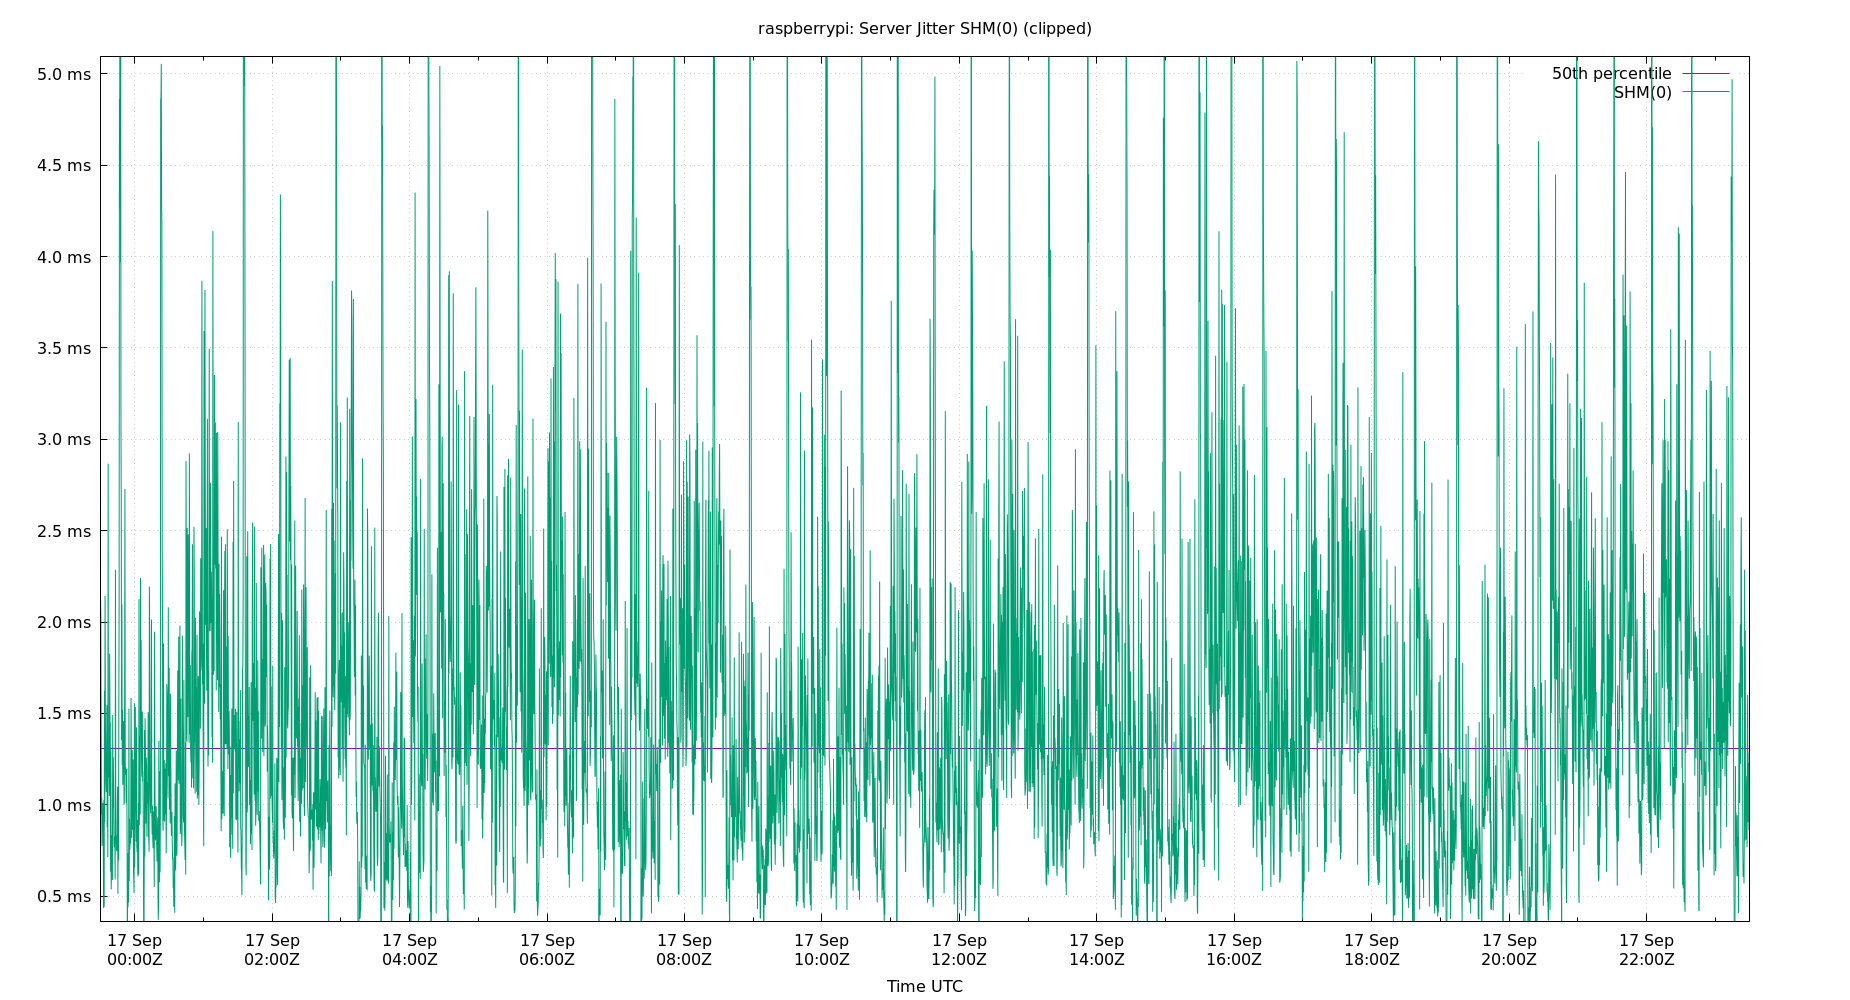 raspberrypi: Server Jitter SHM(0) (clipped)
5.0 ms
4.5 ms
4.0 ms
3.5 ms
3.0 ms
2.5 ms
2.0 ms
1.5 ms
1.0 ms
0.5 ms
50th percentile
SHM(0)
17 Sep 17 Sep 17 Sep 17 Sep 17 Sep 17 Sep 17 Sep 17 Sep 17 Sep 17 Sep 17 Sep 17 Sep
00:00Z 02:00Z 04:00Z 06:00Z 08:00Z 10:00Z 12:00Z 14:00Z 16:00Z 18:00Z 20:00Z 22:00Z
Time UTC